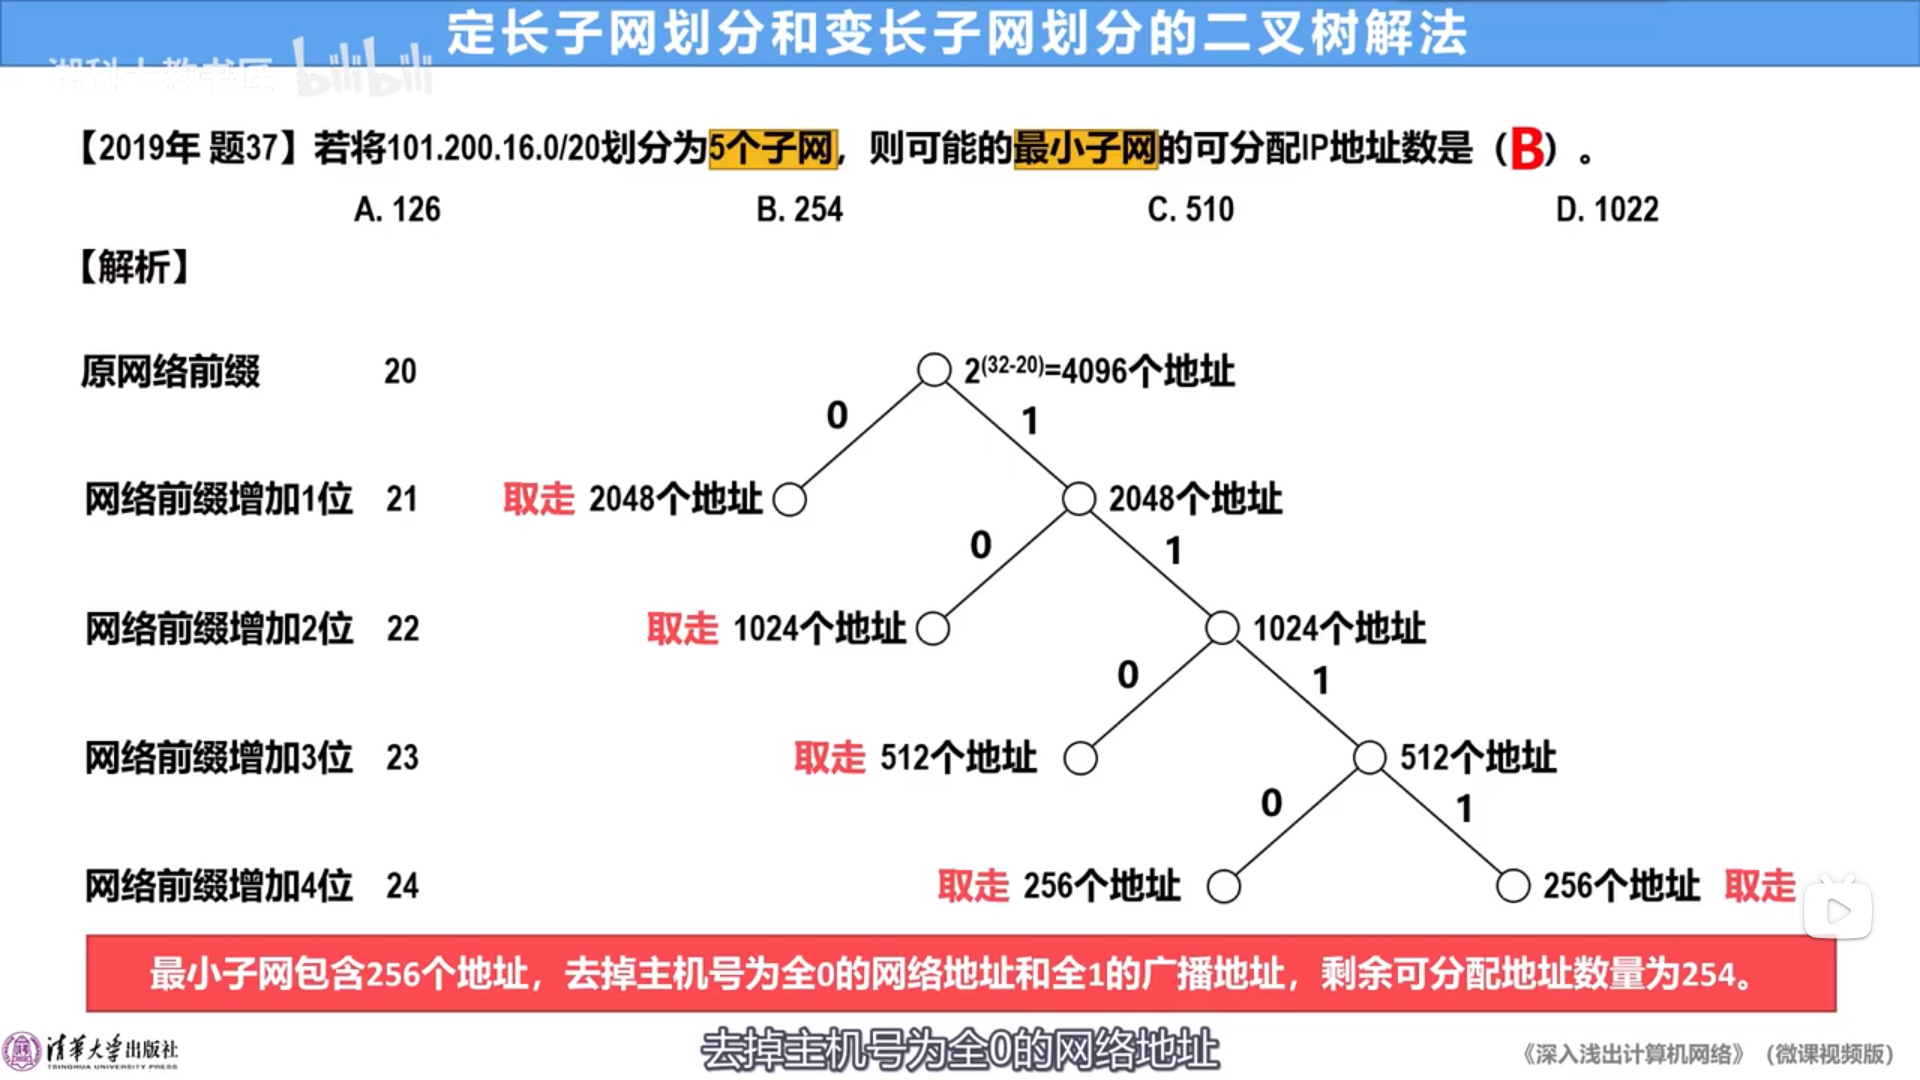 定长子网划分和变长子网划分的二叉树解法
湖科大教书匠 bilibili
【2019年 题37】若将101.200.16.0/20划分为5个子网，则可能的最小子网的可分配IP地址数是（B）。
A. 126 B. 254 C. 510 D. 1022
【解析】
原网络前缀 20 2(32-20)=4096个地址
0 1
网络前缀增加1位 21 取走 2048个地址 2048个地址
0 1
网络前缀增加2位 22 取走 1024个地址 1024个地址
0 1
网络前缀增加3位 23 取走 512个地址 512个地址
0 1
网络前缀增加4位 24 取走 256个地址 256个地址 取走
最小子网包含256个地址，去掉主机号为全0的网络地址和全1的广播地址，剩余可分配地址数量为254。
去掉主机号为全0的网络地址
清华大学出版社
TSINGHUA UNIVERSITY PRESS
《深入浅出计算机网络》（微课视频版）